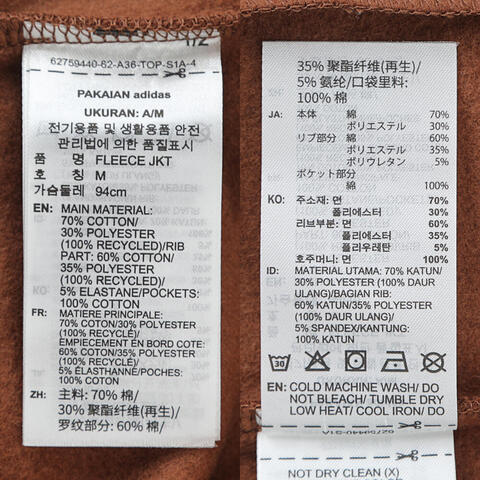 1/2
62759440-62-A36-TOP-S1A-4
PAKAIAN adidas
UKURAN: A/M
전기용품 및 생활용품 안전
관리법에 의한 품질표시
품 명 FLEECE JKT
호 칭 M
가슴둘레 94cm
EN: MAIN MATERIAL:
70% COTTON/
30% POLYESTER
(100% RECYCLED)/RIB
PART: 60% COTTON/
35% POLYESTER
(100% RECYCLED)/
5% ELASTANE/POCKETS:
100% COTTON
FR: MATIERE PRINCIPALE:
70% COTON/30% POLYESTER
(100% RECYCLÉ)/
EMPIECEMENT EN BORD COTE:
60% COTON/35% POLYESTER
(100% RECYCLÉ)/
5% ÉLASTHANNE/POCHES:
100% COTON
ZH: 主料: 70% 棉/
30% 聚酯纤维(再生)/
罗纹部分: 60% 棉/
35% 聚酯纤维(再生)/
5% 氨纶/口袋里料:
100% 棉
JA: 本体 綿 70%
ポリエステル 30%
リブ部分 綿 60%
ポリエステル 35%
ポリウレタン 5%
ポケット部分
綿 100%
KO: 주소재: 면 70%
폴리에스터 30%
리브부분: 면 60%
폴리에스터 35%
폴리우레탄 5%
호주머니: 면 100%
ID: MATERIAL UTAMA: 70% KATUN/
30% POLYESTER (100% DAUR
ULANG)/BAGIAN RIB:
60% KATUN/35% POLYESTER
(100% DAUR ULANG)/
5% SPANDEX/KANTUNG:
100% KATUN
30
EN: COLD MACHINE WASH/ DO
NOT BLEACH/ TUMBLE DRY
LOW HEAT/ COOL IRON/ DO
NOT DRY CLEAN (X)